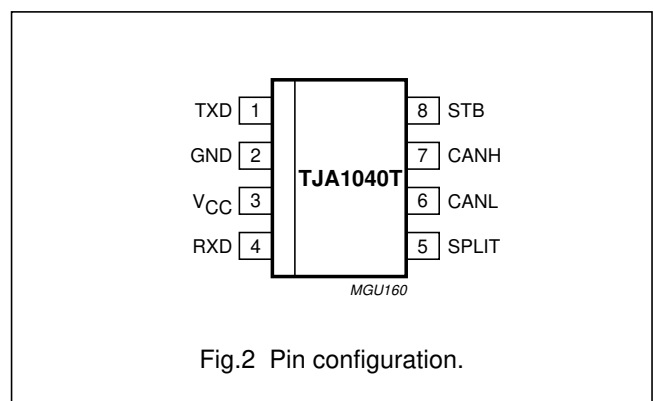 TXD 1 8 STB
GND 2 7 CANH
TJA1040T
VCC 3 6 CANL
RXD 4 5 SPLIT
MGU160
Fig.2 Pin configuration.